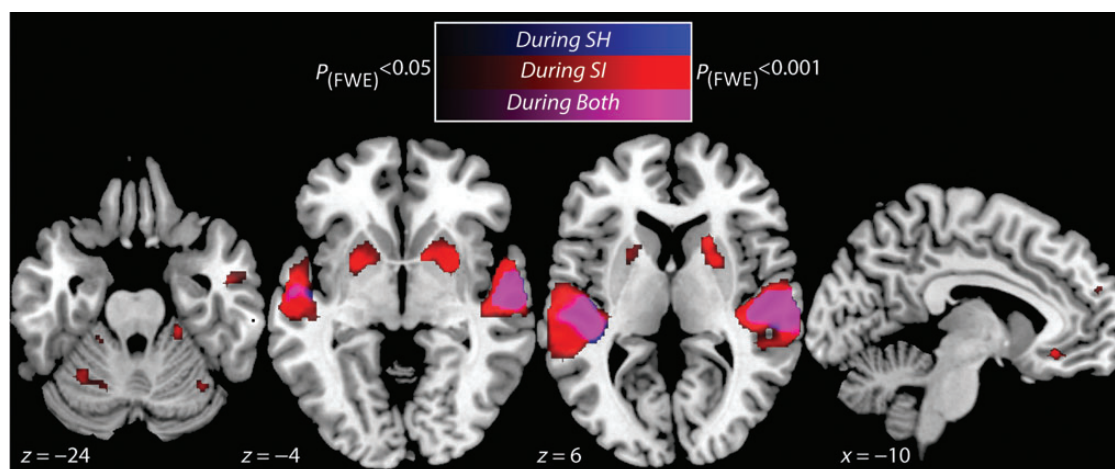 During SH
P(FWE)<0.05 During SI P(FWE)<0.001
During Both
z = −24 z = −4 z = 6 x = −10